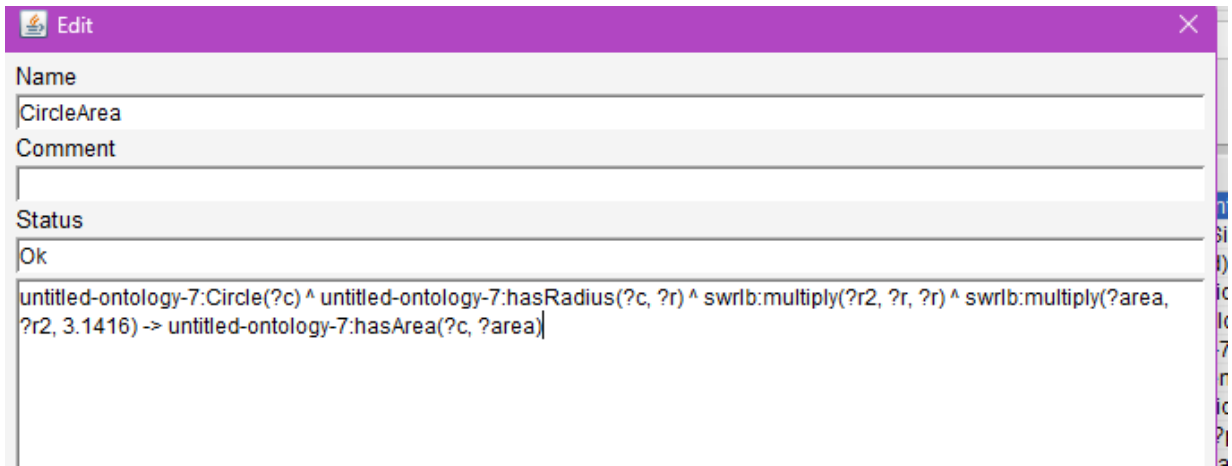 Edit
Name
CircleArea
Comment
Status
Ok
untitled-ontology-7:Circle(?c) ^ untitled-ontology-7:hasRadius(?c, ?r) ^ swrlb:multiply(?r2, ?r, ?r) ^ swrlb:multiply(?area,
?r2, 3.1416) -> untitled-ontology-7:hasArea(?c, ?area)